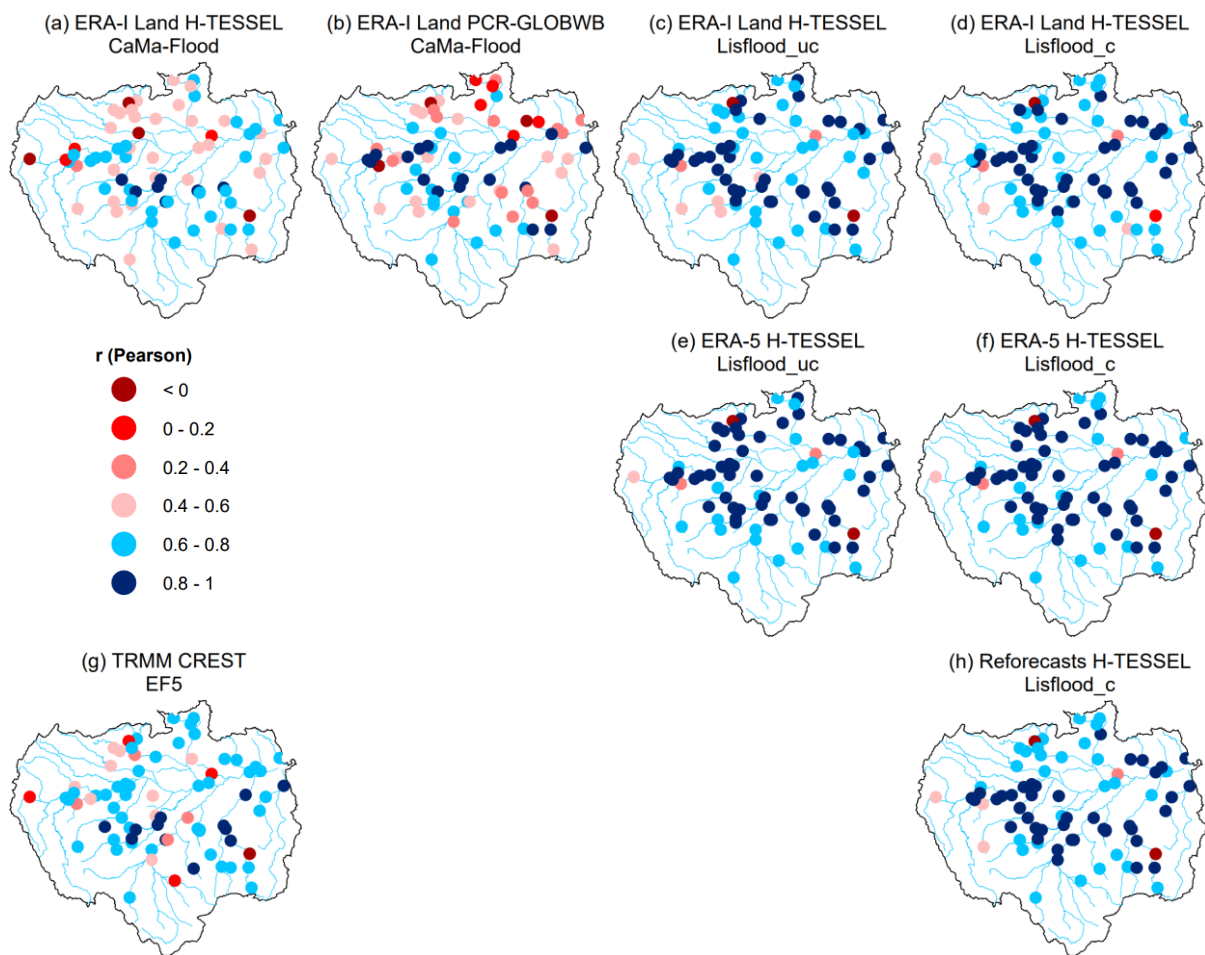 (a) ERA-I Land H-TESSEL
CaMa-Flood
(b) ERA-I Land PCR-GLOBWB
CaMa-Flood
(c) ERA-I Land H-TESSEL
Lisflood_uc
(d) ERA-I Land H-TESSEL
Lisflood_c
r (Pearson)
< 0
0 - 0.2
0.2 - 0.4
0.4 - 0.6
0.6 - 0.8
0.8 - 1
(e) ERA-5 H-TESSEL
Lisflood_uc
(f) ERA-5 H-TESSEL
Lisflood_c
(g) TRMM CREST
EF5
(h) Reforecasts H-TESSEL
Lisflood_c